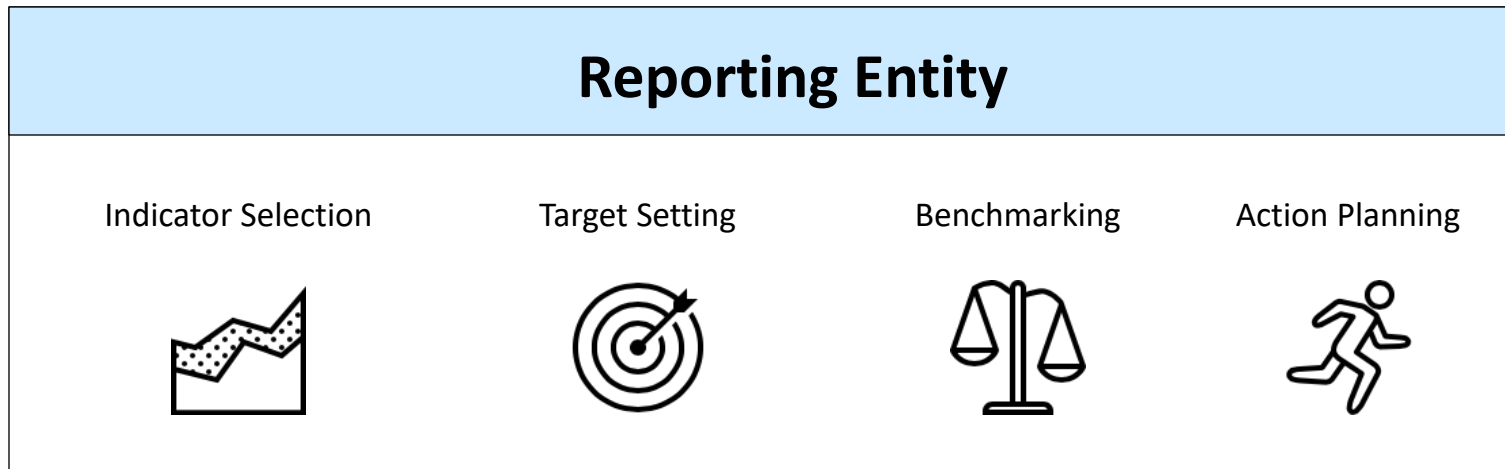 Reporting Entity
Indicator Selection
Target Setting
Benchmarking
Action Planning